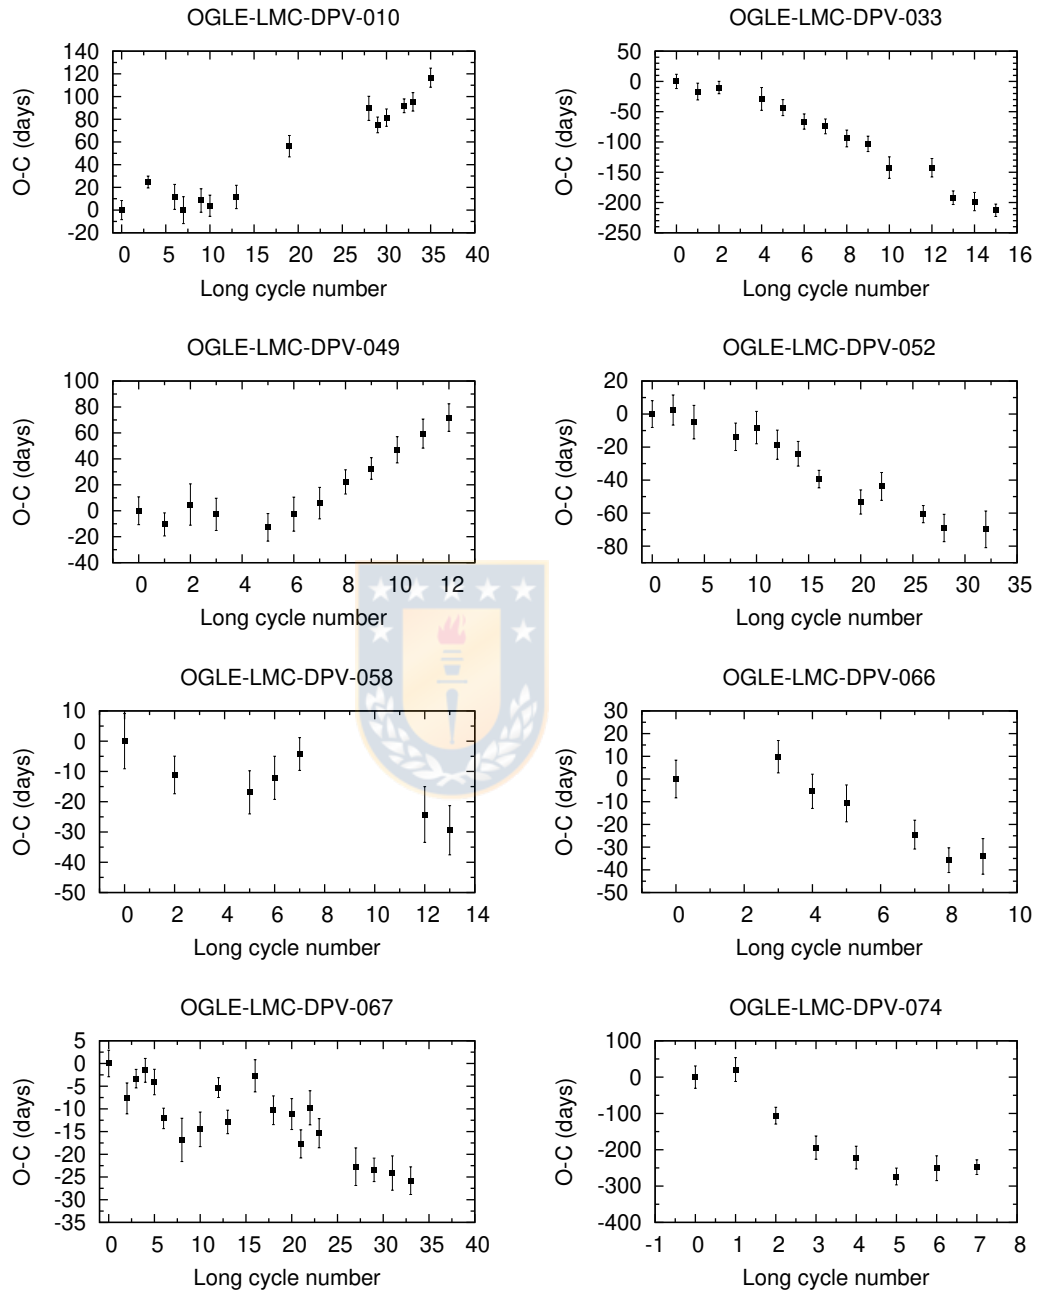 OGLE-LMC-DPV-010
O-C (days)
140
120
100
80
60
40
20
0
-20
0 5 10 15 20 25 30 35 40
Long cycle number
OGLE-LMC-DPV-033
O-C (days)
50
0
-50
-100
-150
-200
-250
0 2 4 6 8 10 12 14 16
Long cycle number
OGLE-LMC-DPV-049
O-C (days)
100
80
60
40
20
0
-20
-40
0 2 4 6 8 10 12
Long cycle number
OGLE-LMC-DPV-052
O-C (days)
20
0
-20
-40
-60
-80
0 5 10 15 20 25 30 35
Long cycle number
OGLE-LMC-DPV-058
O-C (days)
10
0
-10
-20
-30
-40
-50
0 2 4 6 8 10 12 14
Long cycle number
OGLE-LMC-DPV-066
O-C (days)
30
20
10
0
-10
-20
-30
-40
-50
0 2 4 6 8 10
Long cycle number
OGLE-LMC-DPV-067
O-C (days)
5
0
-5
-10
-15
-20
-25
-30
-35
0 5 10 15 20 25 30 35 40
Long cycle number
OGLE-LMC-DPV-074
O-C (days)
100
0
-100
-200
-300
-400
-1 0 1 2 3 4 5 6 7 8
Long cycle number